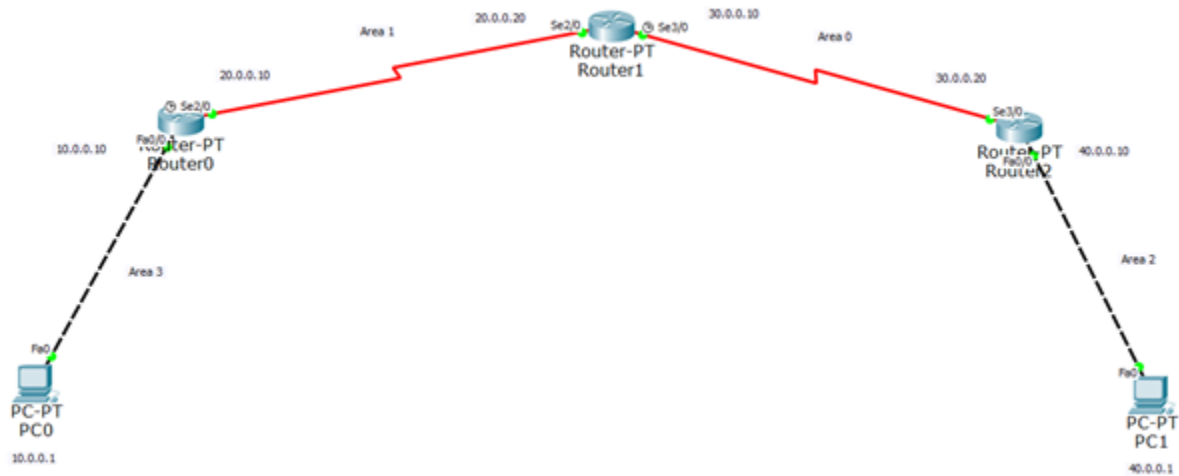 20.0.0.20
Se2/0
Router-PT
Router1
Se3/0
30.0.0.10
Area 1
Area 0
20.0.0.10
Se2/0
30.0.0.20
Se3/0
10.0.0.10
Fa0/0
Router-PT
Router0
Router-PT
Fa0/0
Router2
40.0.0.10
Area 3
Area 2
Fa0
PC-PT
PC0
10.0.0.1
Fa0
PC-PT
PC1
40.0.0.1